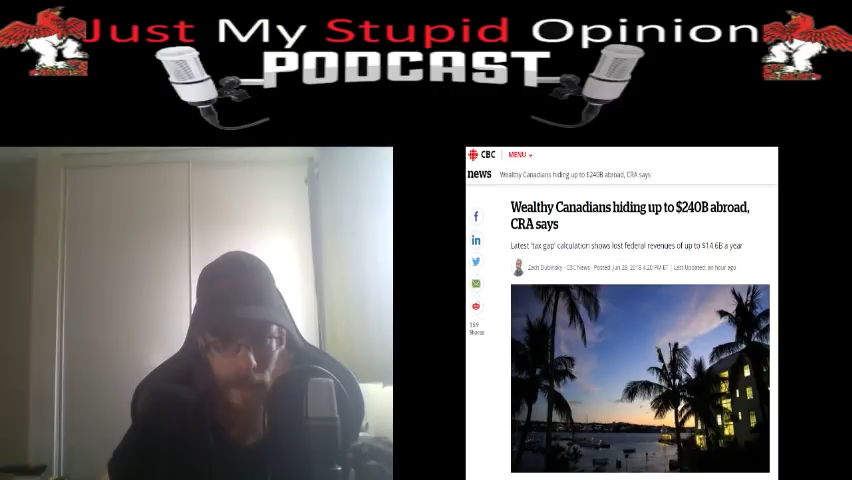 Just My Stupid Opinion
PODCAST
CBC | MENU
news Wealthy Canadians hiding up to $240B abroad, CRA says
Wealthy Canadians hiding up to $240B abroad,
CRA says
Latest 'tax gap' calculation shows lost federal revenues of up to $14.6B a year
Zach Dubinsky · CBC News · Posted: Jun 28, 2018 4:20 PM ET | Last Updated: an hour ago
159
Shares